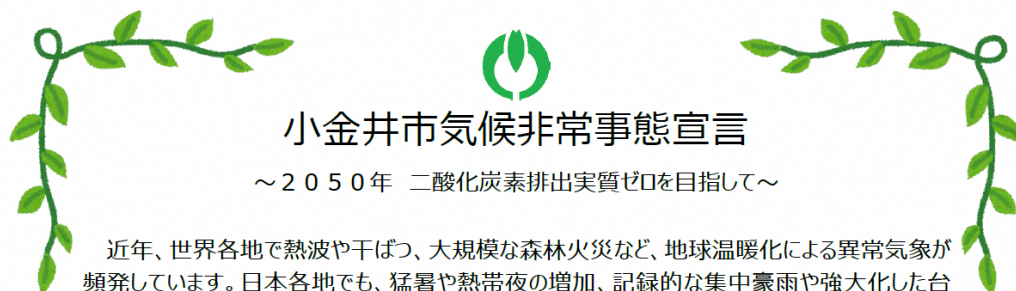 小金井市気候非常事態宣言
～２０５０年　二酸化炭素排出実質ゼロを目指して～
　近年、世界各地で熱波や干ばつ、大規模な森林火災など、地球温暖化による異常気象が
頻発しています。日本各地でも、猛暑や熱帯夜の増加、記録的な集中豪雨や強大化した台